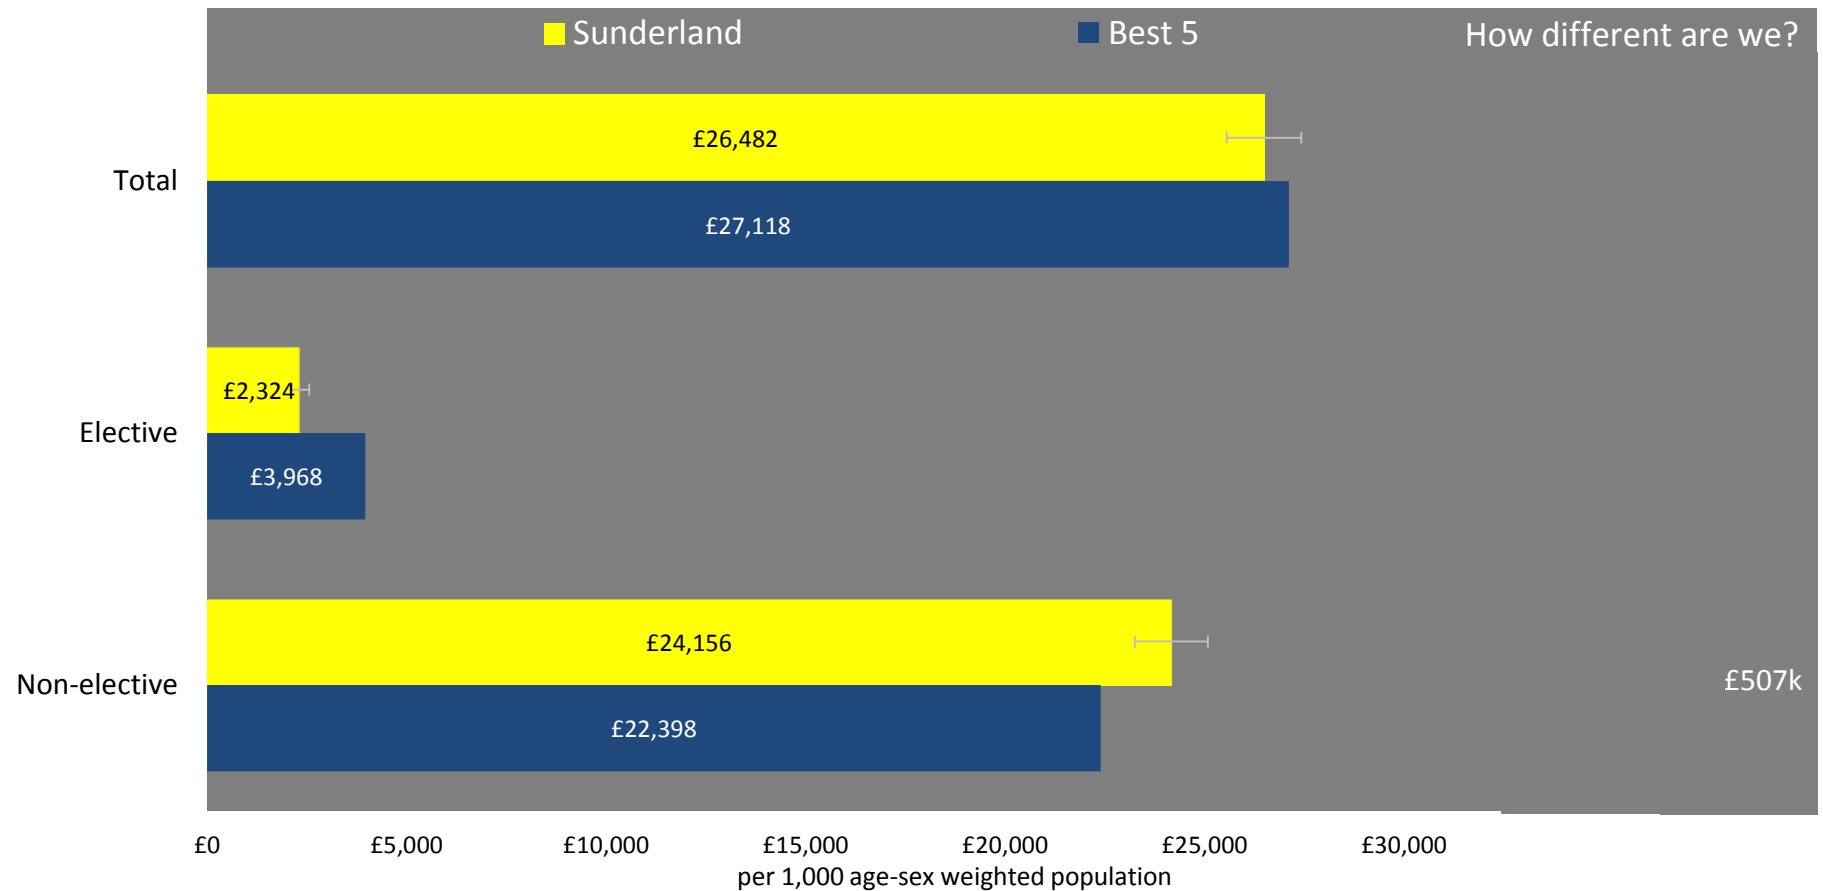 Sunderland
Best 5
How different are we?
Total
£26,482
£27,118
Elective
£2,324
£3,968
Non-elective
£24,156
£22,398
£507k
£0 £5,000 £10,000 £15,000 £20,000 £25,000 £30,000
per 1,000 age-sex weighted population